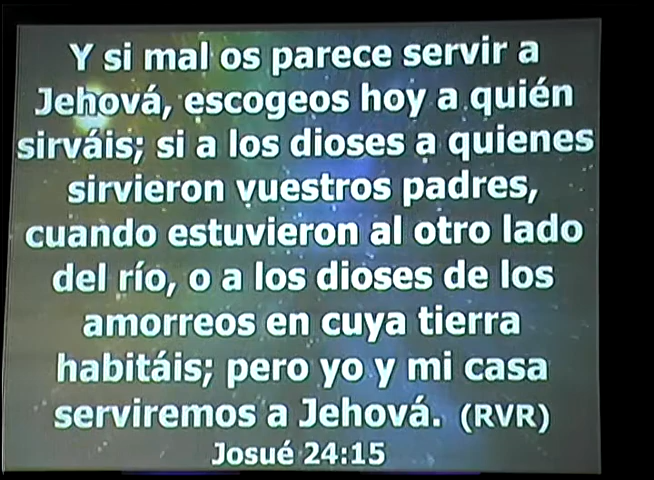 Y si mal os parece servir a
Jehová, escogeos hoy a quién
sirváis; si a los dioses a quienes
sirvieron vuestros padres,
cuando estuvieron al otro lado
del río, o a los dioses de los
amorreos en cuya tierra
habitáis; pero yo y mi casa
serviremos a Jehová. (RVR)
Josué 24:15